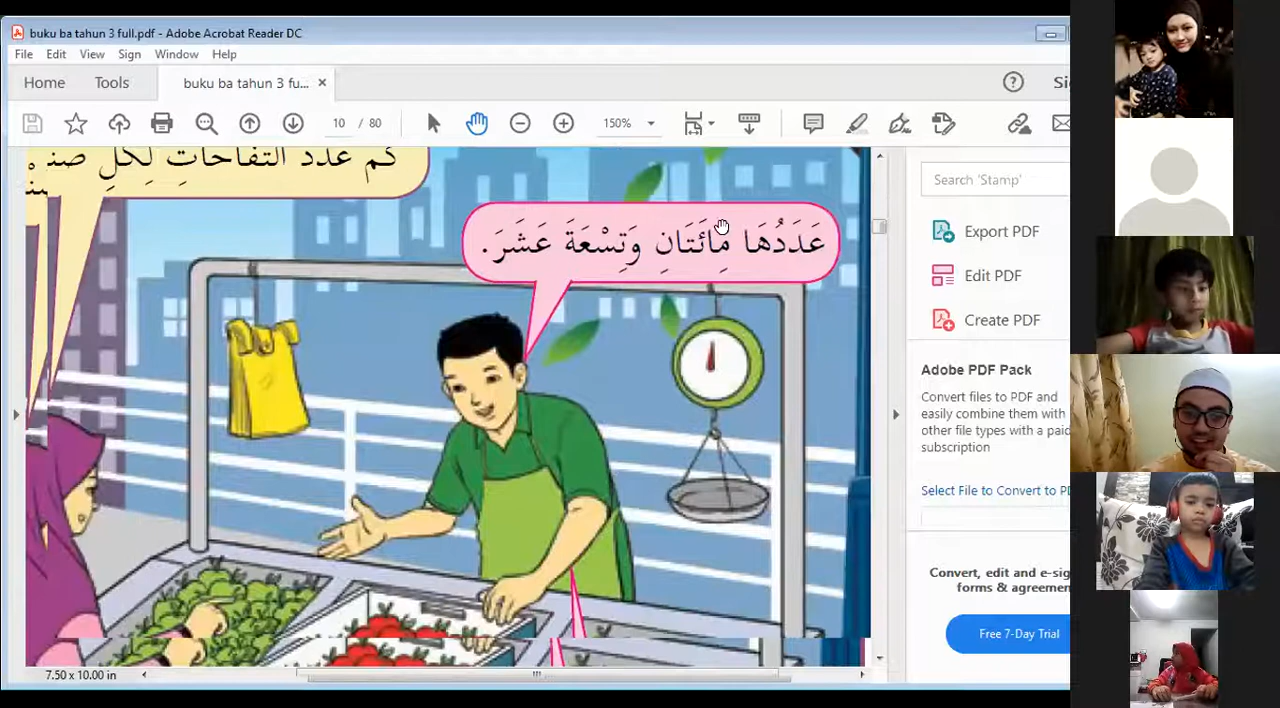 buku ba tahun 3 full.pdf - Adobe Acrobat Reader DC
File Edit View Sign Window Help
Home Tools buku ba tahun 3 fu... ×
10 / 80 150%
كَم عَدَدُ التُّفَّاحَاتِ لِكُلِّ
عَدَدُهَا مِائَتَانِ وَتِسْعَةَ عَشَرَ.
Search 'Stamp'
Export PDF
Edit PDF
Create PDF
Adobe PDF Pack
Convert files to PDF and
easily combine them with
other file types with a paid
subscription
Select File to Convert to
Convert, edit and e-sign
forms & agreemen
Free 7-Day Trial
7.50 x 10.00 in